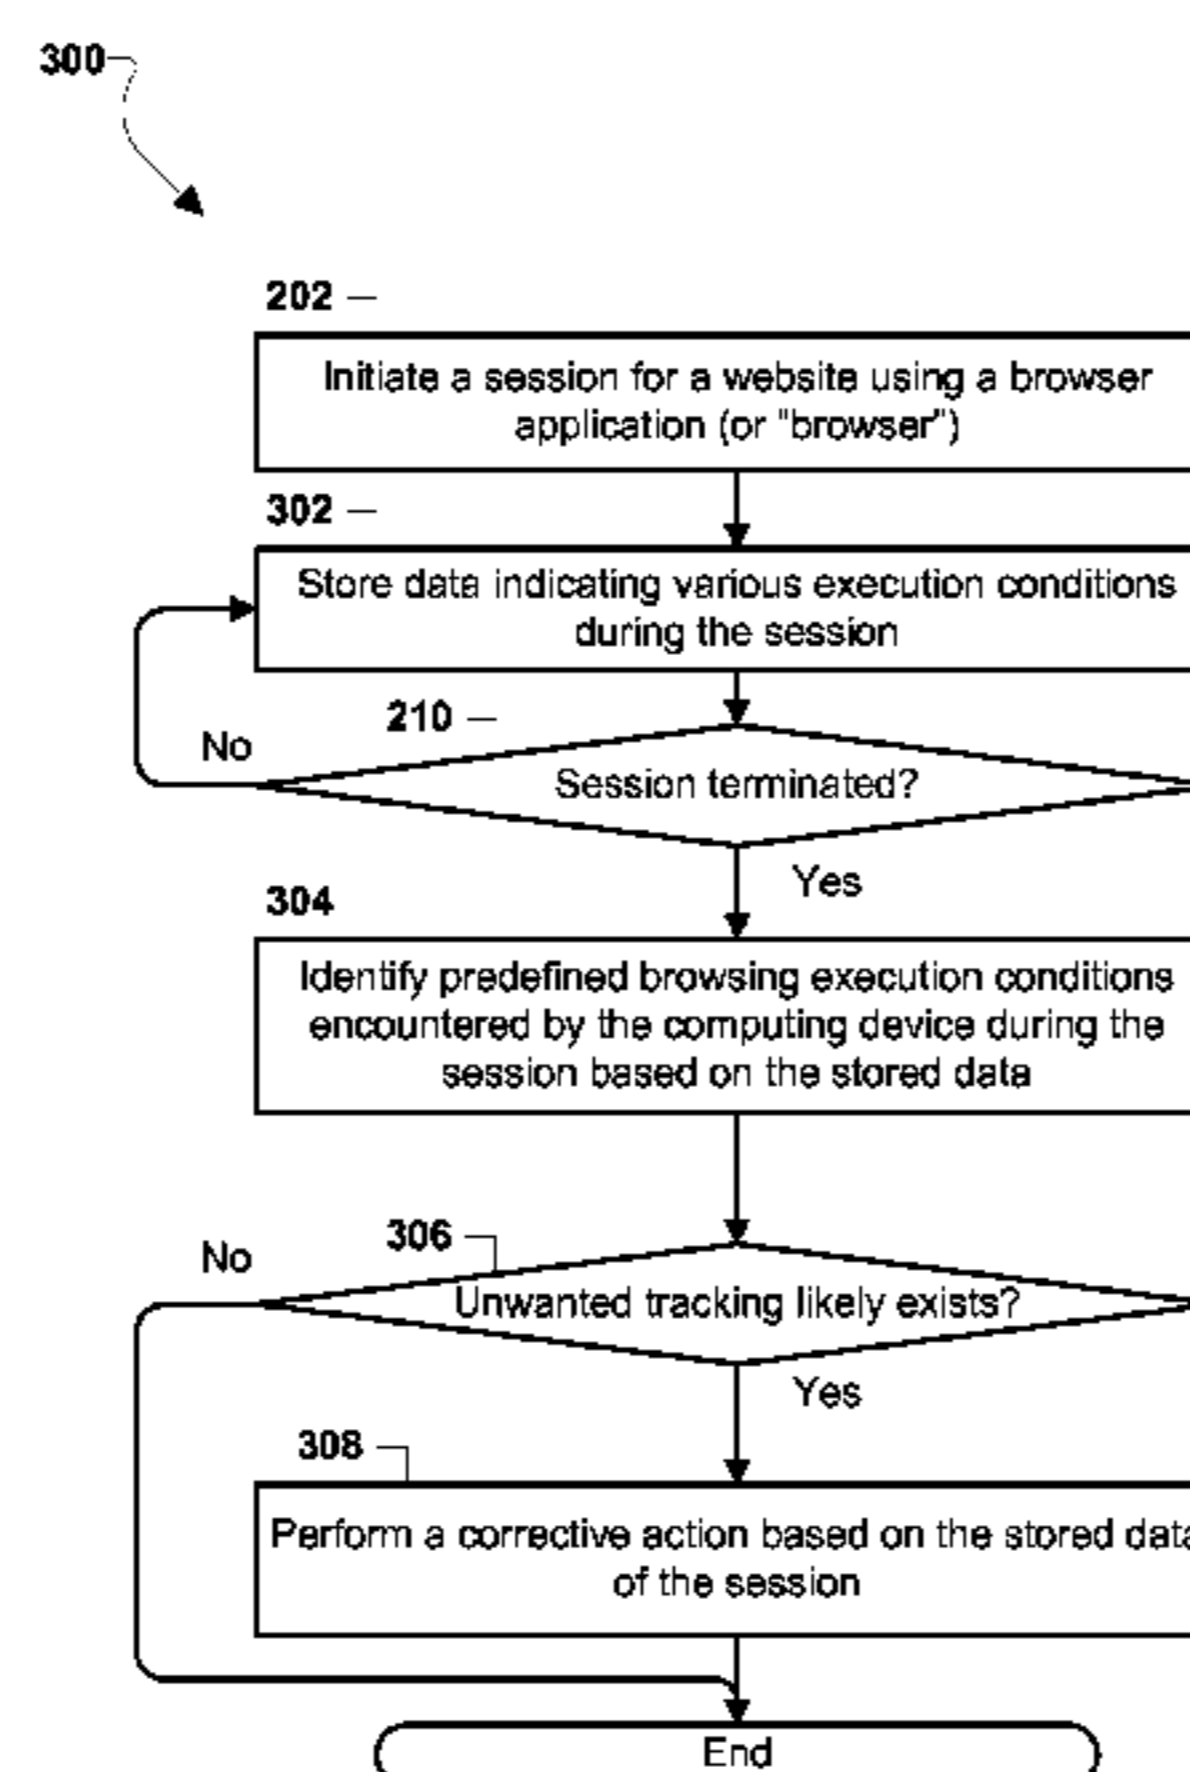 300
202
Initiate a session for a website using a browser
application (or "browser")
302
Store data indicating various execution conditions
during the session
210
No
Session terminated?
Yes
304
Identify predefined browsing execution conditions
encountered by the computing device during the
session based on the stored data
306
No
Unwanted tracking likely exists?
Yes
308
Perform a corrective action based on the stored data
of the session
End